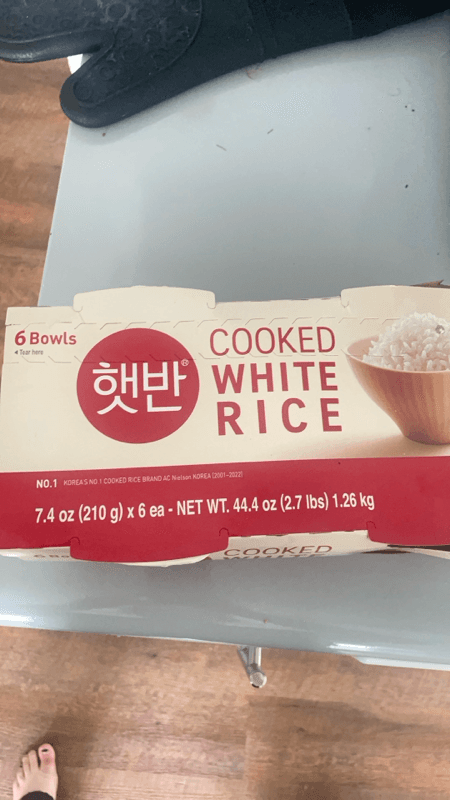 6 Bowls
◄ Tear here
햇반®
COOKED
WHITE
RICE
NO.1 KOREA'S NO 1 COOKED RICE BRAND AC Nielson KOREA (2001-2022)
7.4 oz (210 g) x 6 ea - NET WT. 44.4 oz (2.7 lbs) 1.26 kg
COOKED